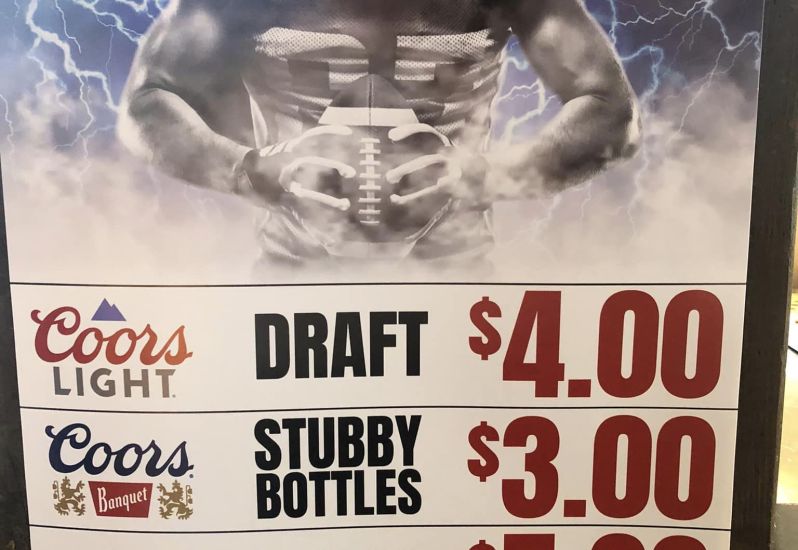 Coors LIGHT DRAFT $4.00
Coors Banquet STUBBY BOTTLES $3.00